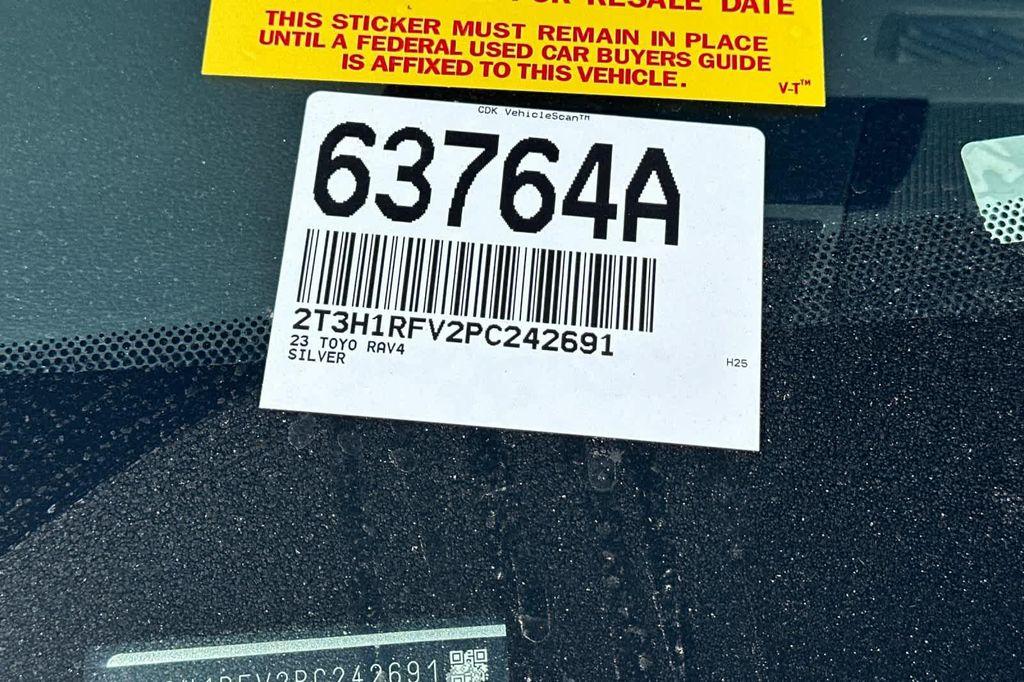 FOR RESALE DATE
THIS STICKER MUST REMAIN IN PLACE
UNTIL A FEDERAL USED CAR BUYERS GUIDE
IS AFFIXED TO THIS VEHICLE.
V-T™
CDK VehicleScan™
63764A
2T3H1RFV2PC242691
23 TOYO RAV4
SILVER
H25
H1RFV2PC242691